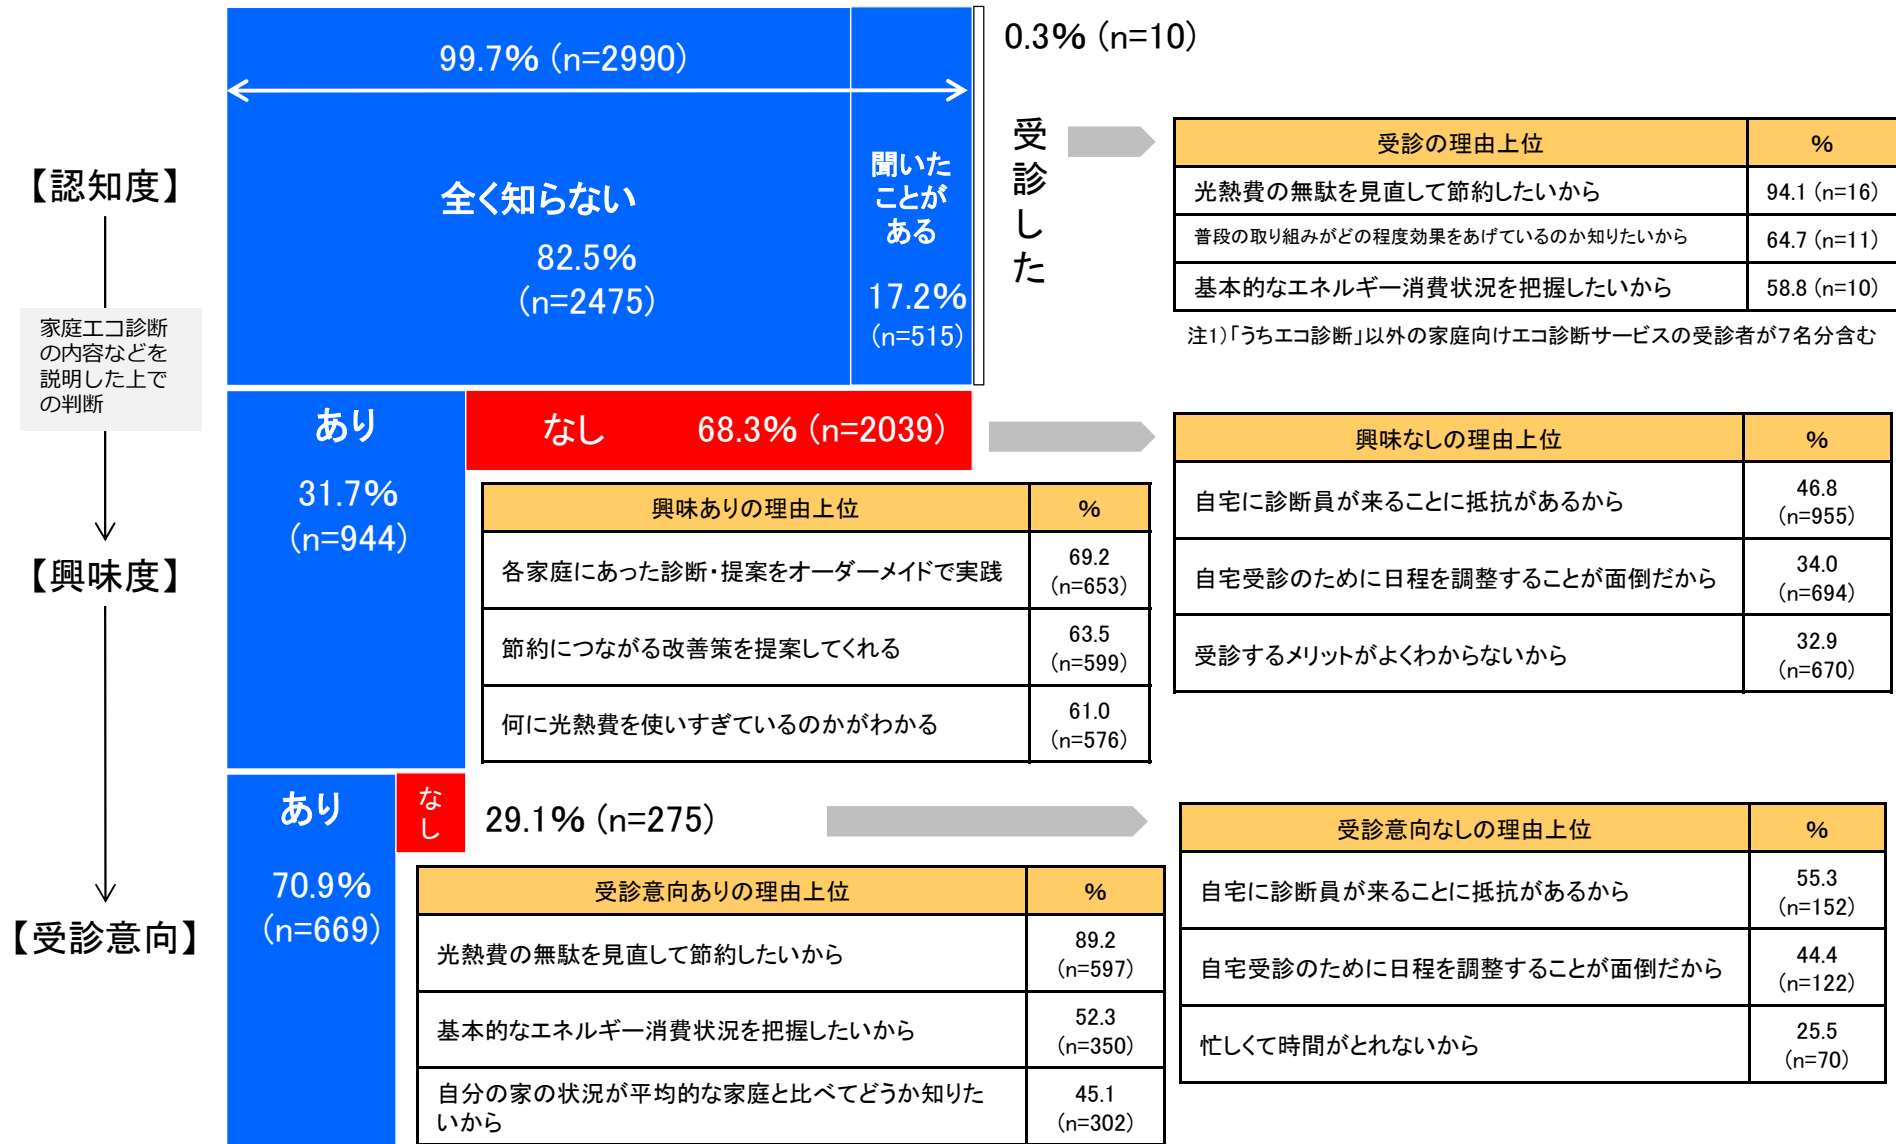 99.7% (n=2990)
0.3% (n=10)
【認知度】
全く知らない
82.5%
(n=2475)
聞いた
ことが
ある
17.2%
(n=515)
受診した
受診の理由上位 %
光熱費の無駄を見直して節約したいから 94.1 (n=16)
普段の取り組みがどの程度効果をあげているのか知りたいから 64.7 (n=11)
基本的なエネルギー消費状況を把握したいから 58.8 (n=10)
注1)「うちエコ診断」以外の家庭向けエコ診断サービスの受診者が7名分含む
家庭エコ診断
の内容などを
説明した上で
の判断
【興味度】
あり
31.7%
(n=944)
なし 68.3% (n=2039)
興味ありの理由上位 %
各家庭にあった診断・提案をオーダーメイドで実践 69.2
(n=653)
節約につながる改善策を提案してくれる 63.5
(n=599)
何に光熱費を使いすぎているのかがわかる 61.0
(n=576)
興味なしの理由上位 %
自宅に診断員が来ることに抵抗があるから 46.8
(n=955)
自宅受診のために日程を調整することが面倒だから 34.0
(n=694)
受診するメリットがよくわからないから 32.9
(n=670)
【受診意向】
あり
70.9%
(n=669)
なし
29.1% (n=275)
受診意向ありの理由上位 %
光熱費の無駄を見直して節約したいから 89.2
(n=597)
基本的なエネルギー消費状況を把握したいから 52.3
(n=350)
自分の家の状況が平均的な家庭と比べてどうか知りた
いから 45.1
(n=302)
受診意向なしの理由上位 %
自宅に診断員が来ることに抵抗があるから 55.3
(n=152)
自宅受診のために日程を調整することが面倒だから 44.4
(n=122)
忙しくて時間がとれないから 25.5
(n=70)